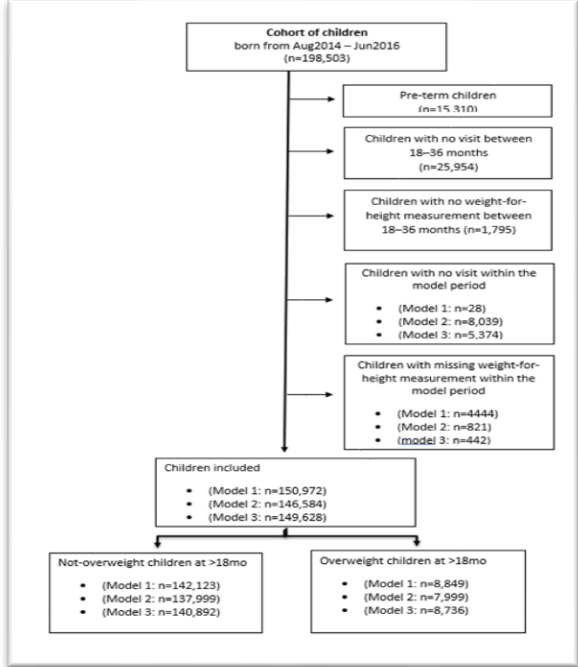 Cohort of children
born from Aug2014 – Jun2016
(n=198,503)
Pre-term children
(n=15,310)
Children with no visit between
18–36 months
(n=25,954)
Children with no weight-for-
height measurement between
18–36 months (n=1,795)
Children with no visit within the
model period
• (Model 1: n=28)
• (Model 2: n=8,039)
• (Model 3: n=5,374)
Children with missing weight-for-
height measurement within the
model period
• (Model 1: n=4444)
• (Model 2: n=821)
• (model 3: n=442)
Children included
• (Model 1: n=150,972)
• (Model 2: n=146,584)
• (Model 3: n=149,628)
Not-overweight children at >18mo
• (Model 1: n=142,123)
• (Model 2: n=137,999)
• (Model 3: n=140,892)
Overweight children at >18mo
• (Model 1: n=8,849)
• (Model 2: n=7,999)
• (Model 3: n=8,736)